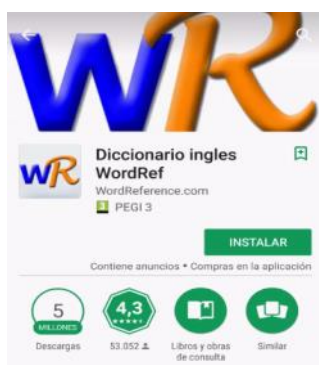 WR
WR
Diccionario ingles
WordRef
WordReference.com
3 PEGI 3
INSTALAR
Contiene anuncios • Compras en la aplicación
5
MILLONES
Descargas
4,3
53.052
Libros y obras
de consulta
Similar